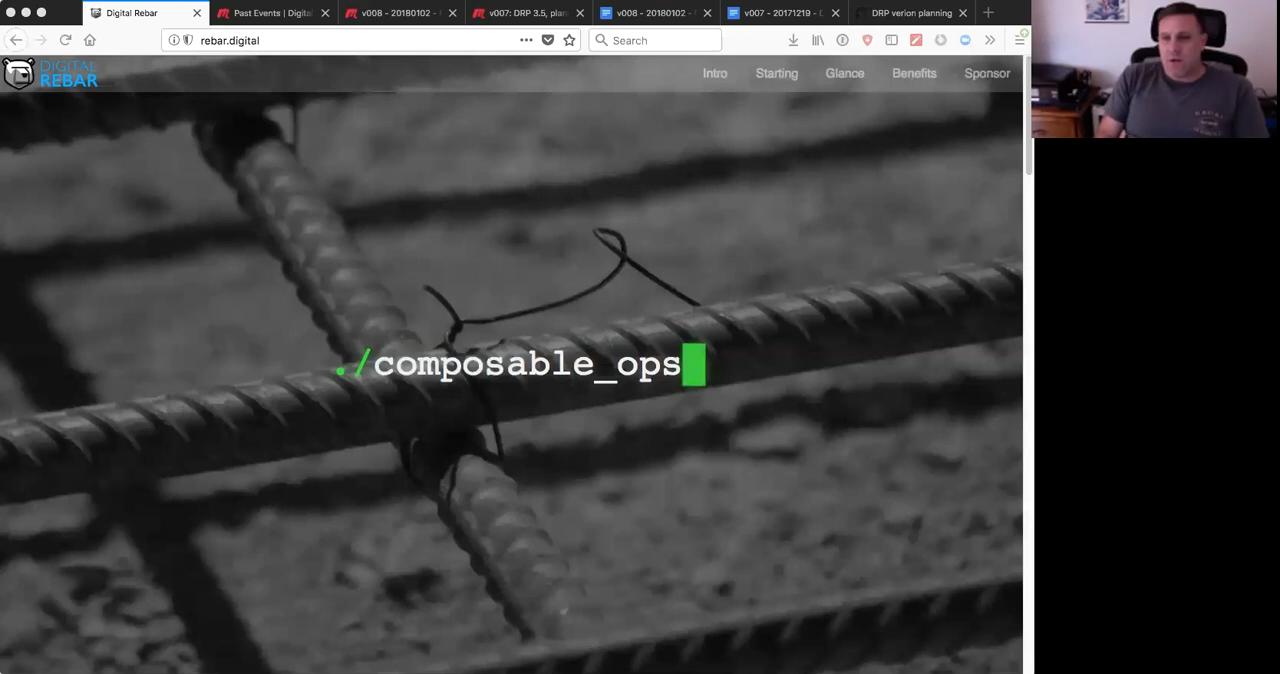 Digital Rebar
Past Events | Digital
v008 - 20180102 -
v007: DRP 3.5, plan
v008 - 20180102 -
v007 - 20171219 -
DRP verion planning
rebar.digital
Search
DIGITAL
REBAR
Intro
Starting
Glance
Benefits
Sponsor
./composable_ops